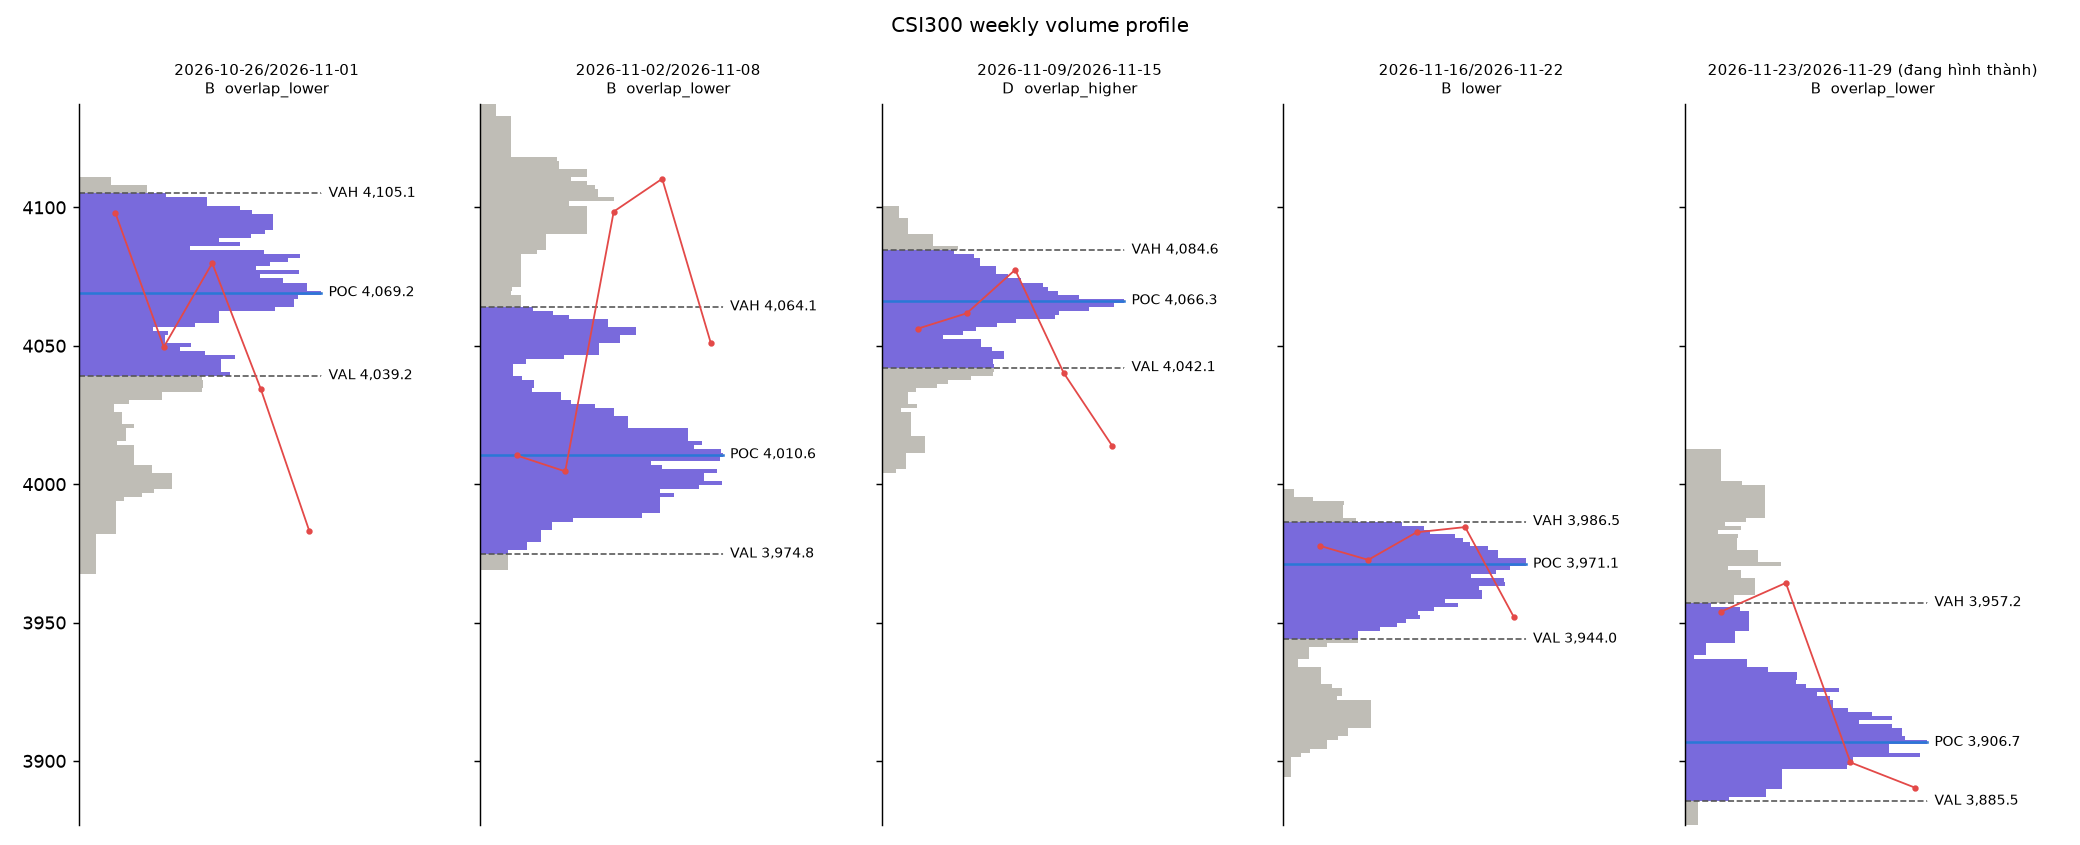 CSI300 weekly volume profile
2026-10-26/2026-11-01
B  overlap_lower
VAH 4,105.1
POC 4,069.2
VAL 4,039.2
4100
4050
4000
3950
3900
2026-11-02/2026-11-08
B  overlap_lower
VAH 4,064.1
POC 4,010.6
VAL 3,974.8
2026-11-09/2026-11-15
D  overlap_higher
VAH 4,084.6
POC 4,066.3
VAL 4,042.1
2026-11-16/2026-11-22
B  lower
VAH 3,986.5
POC 3,971.1
VAL 3,944.0
2026-11-23/2026-11-29 (đang hình thành)
B  overlap_lower
VAH 3,957.2
POC 3,906.7
VAL 3,885.5